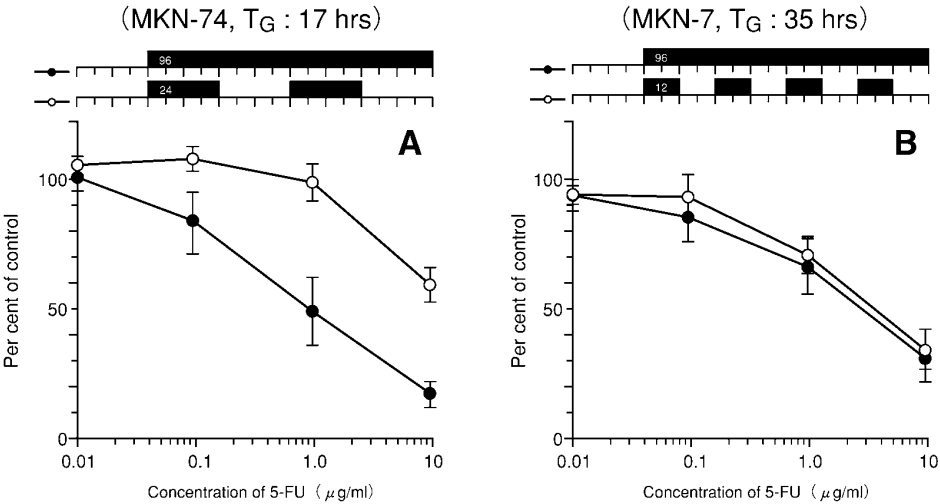 (MKN-74, TG : 17 hrs)
96
24
A
100
50
0
Per cent of control
0.01 0.1 1.0 10
Concentration of 5-FU (μg/ml)
(MKN-7, TG : 35 hrs)
96
12
B
100
50
0
Per cent of control
0.01 0.1 1.0 10
Concentration of 5-FU (μg/ml)